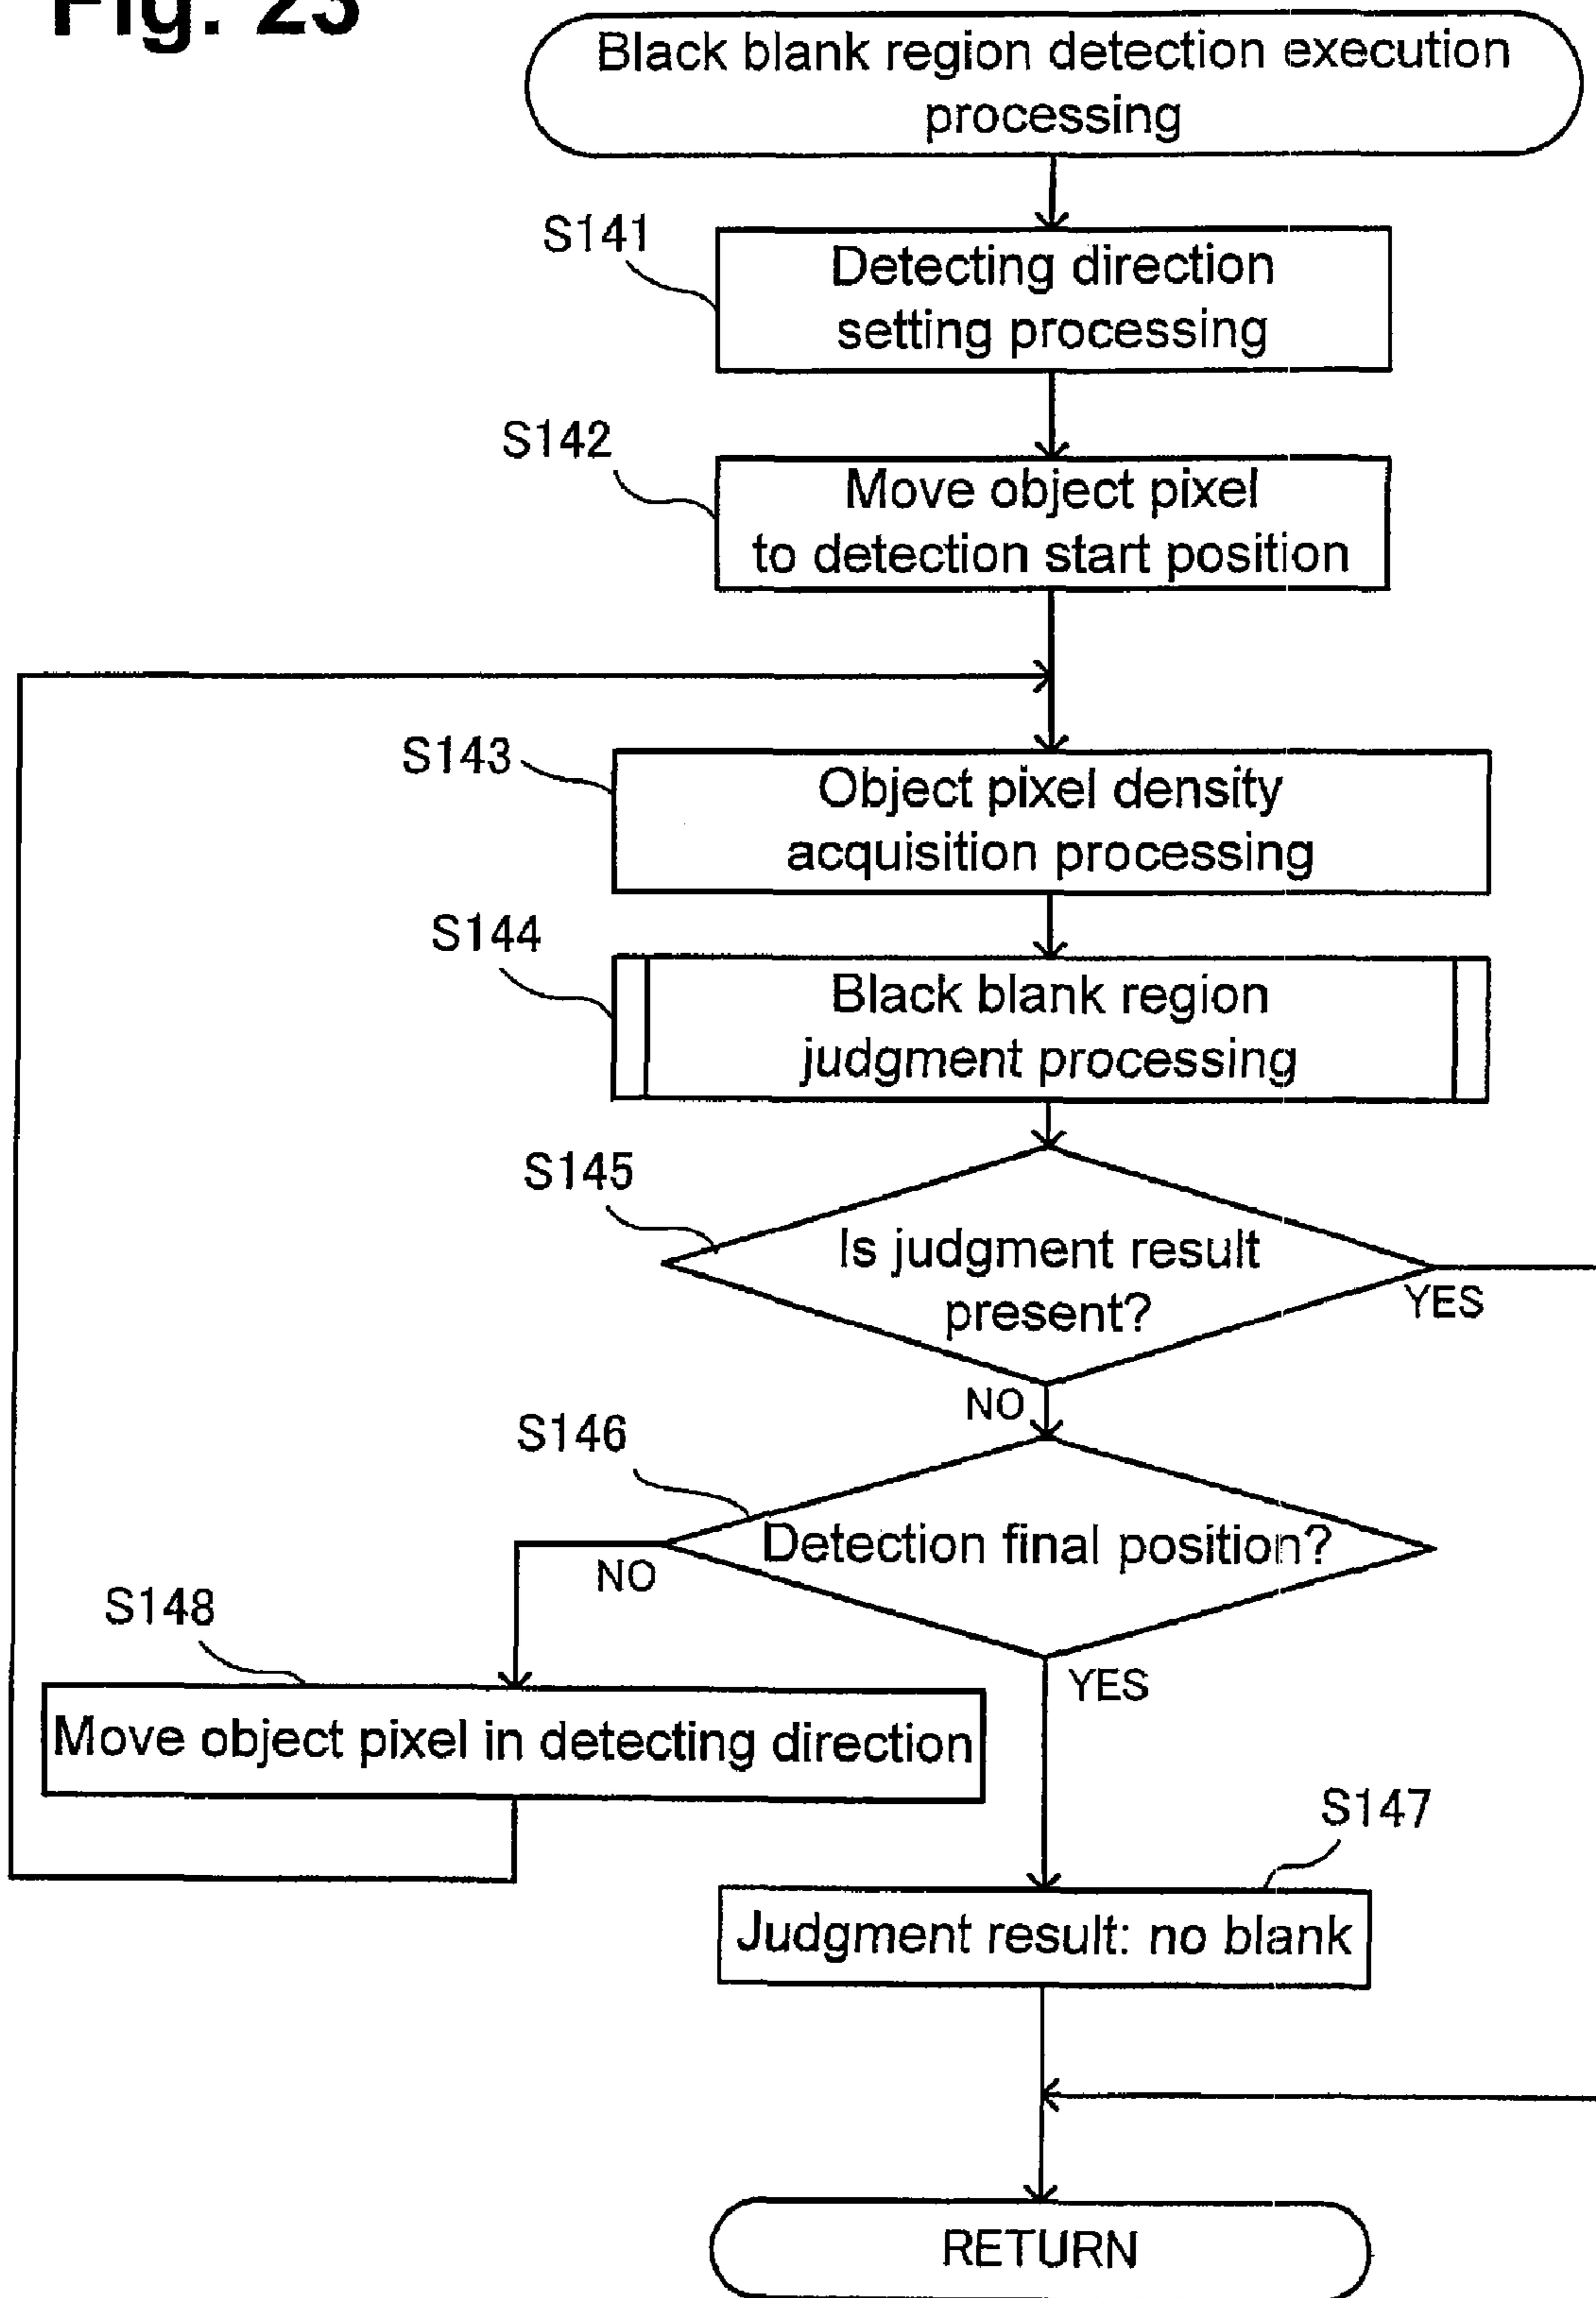 Fig. 23
Black blank region detection execution
processing
S141
Detecting direction
setting processing
S142
Move object pixel
to detection start position
S143
Object pixel density
acquisition processing
S144
Black blank region
judgment processing
S145
Is judgment result
present?
YES
NO
S146
Detection final position?
NO
YES
S148
Move object pixel in detecting direction
S147
Judgment result: no blank
RETURN